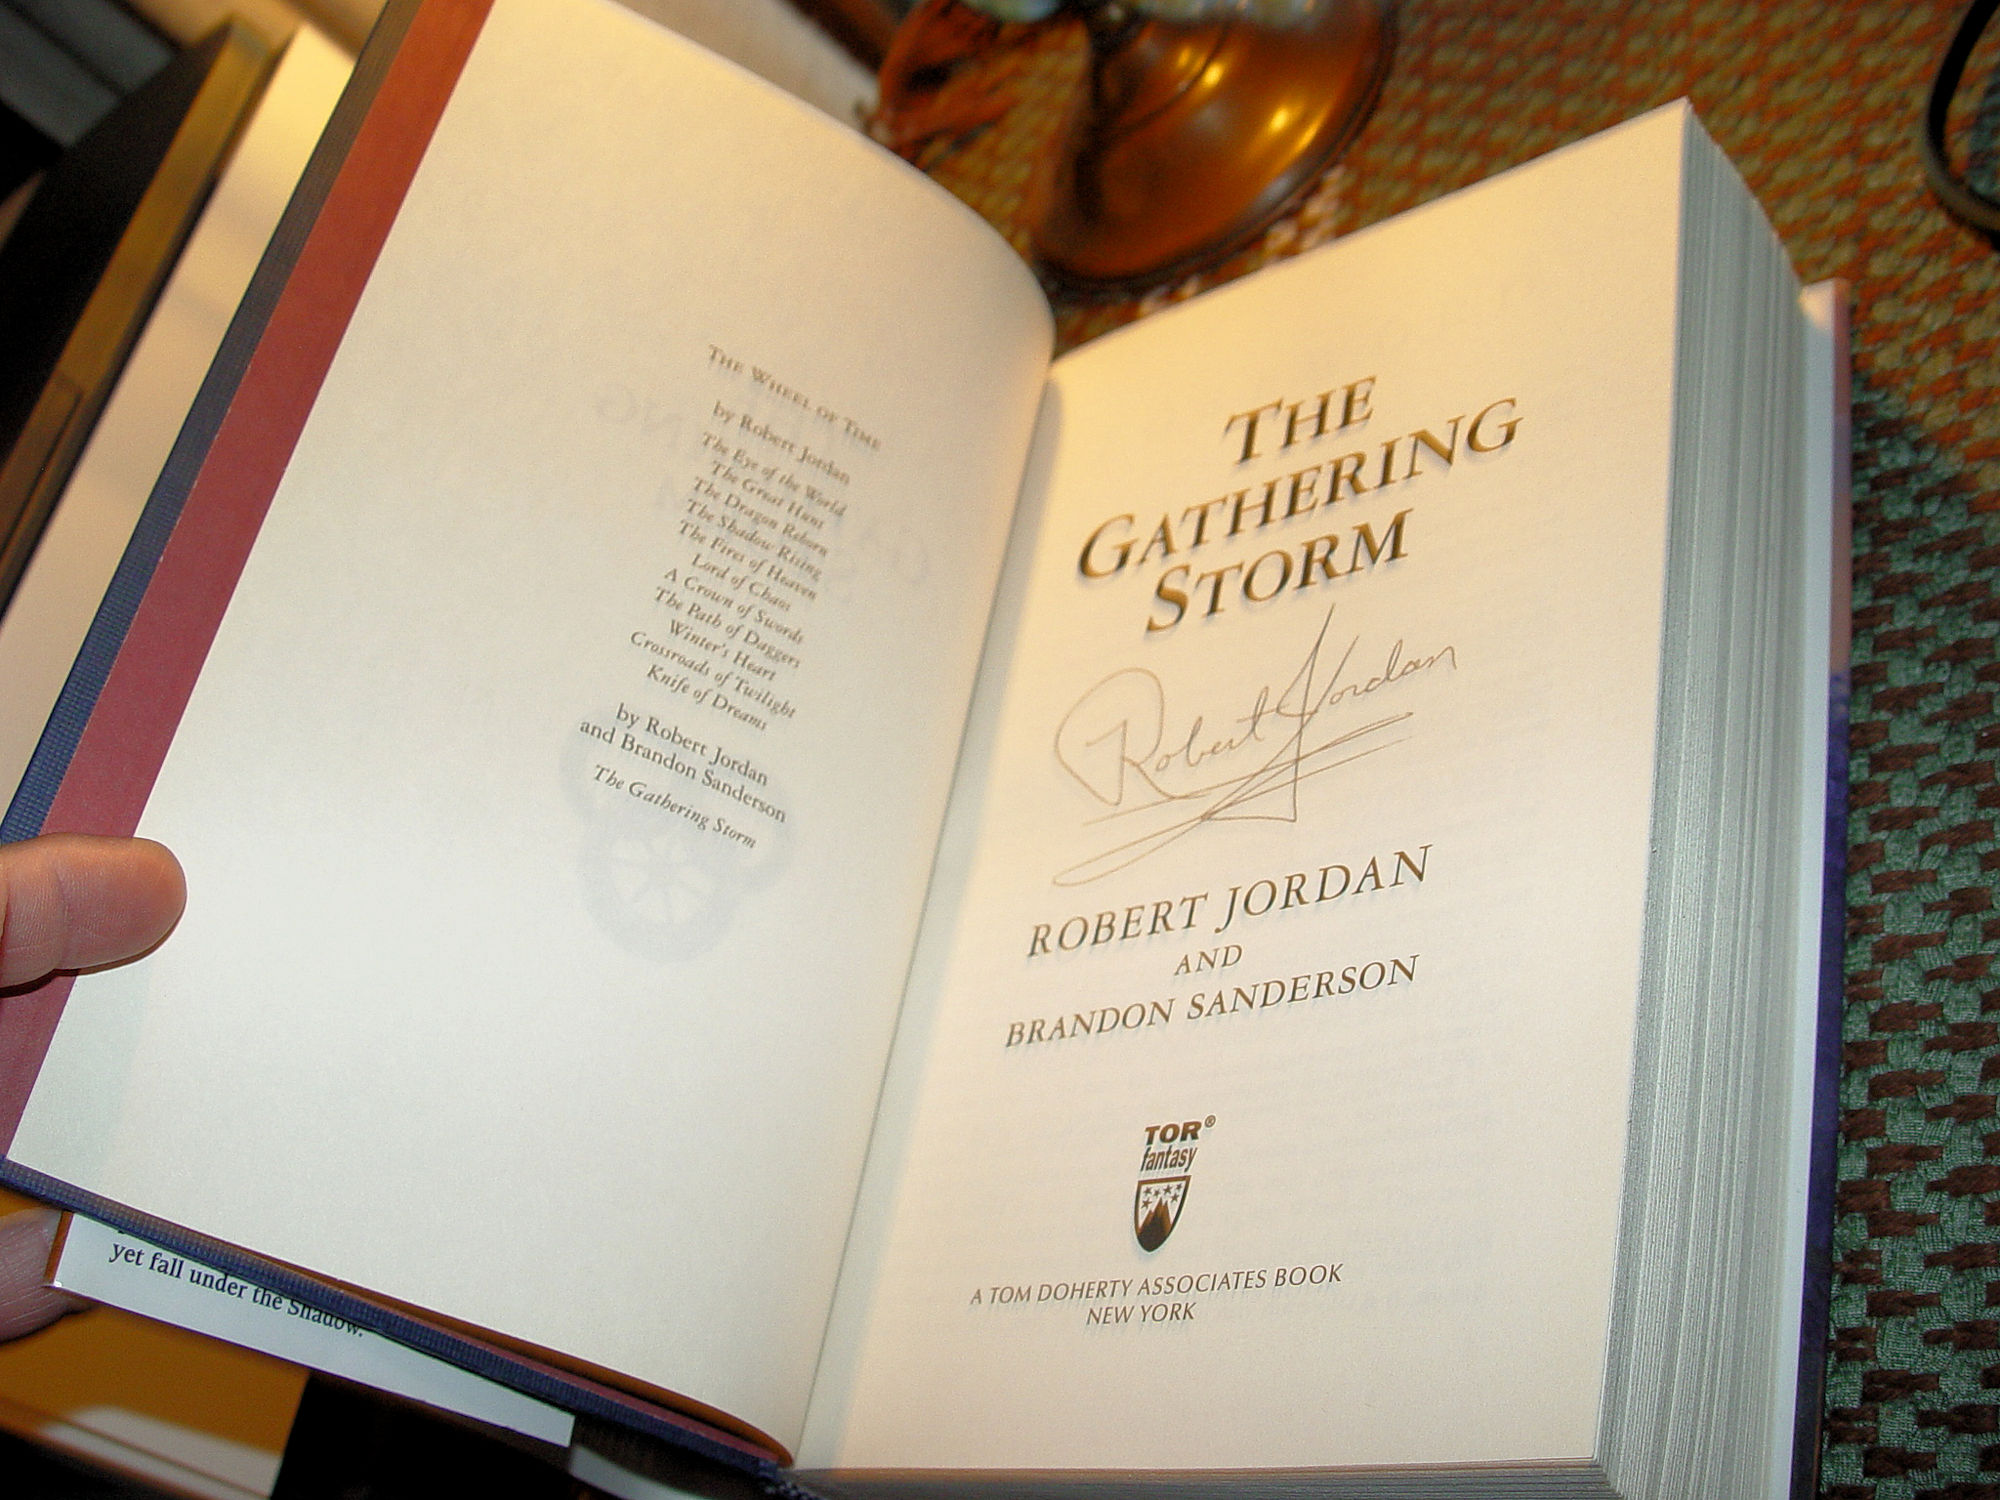 THE WHEEL OF TIME
by Robert Jordan
The Eye of the World
The Great Hunt
The Dragon Reborn
The Shadow Rising
The Fires of Heaven
Lord of Chaos
A Crown of Swords
The Path of Daggers
Winter's Heart
Crossroads of Twilight
Knife of Dreams
by Robert Jordan
and Brandon Sanderson
The Gathering Storm
yet fall under the Shadow.
THE
GATHERING
STORM
Robert Jordan
ROBERT JORDAN
AND
BRANDON SANDERSON
TOR®
fantasy
A TOM DOHERTY ASSOCIATES BOOK
NEW YORK